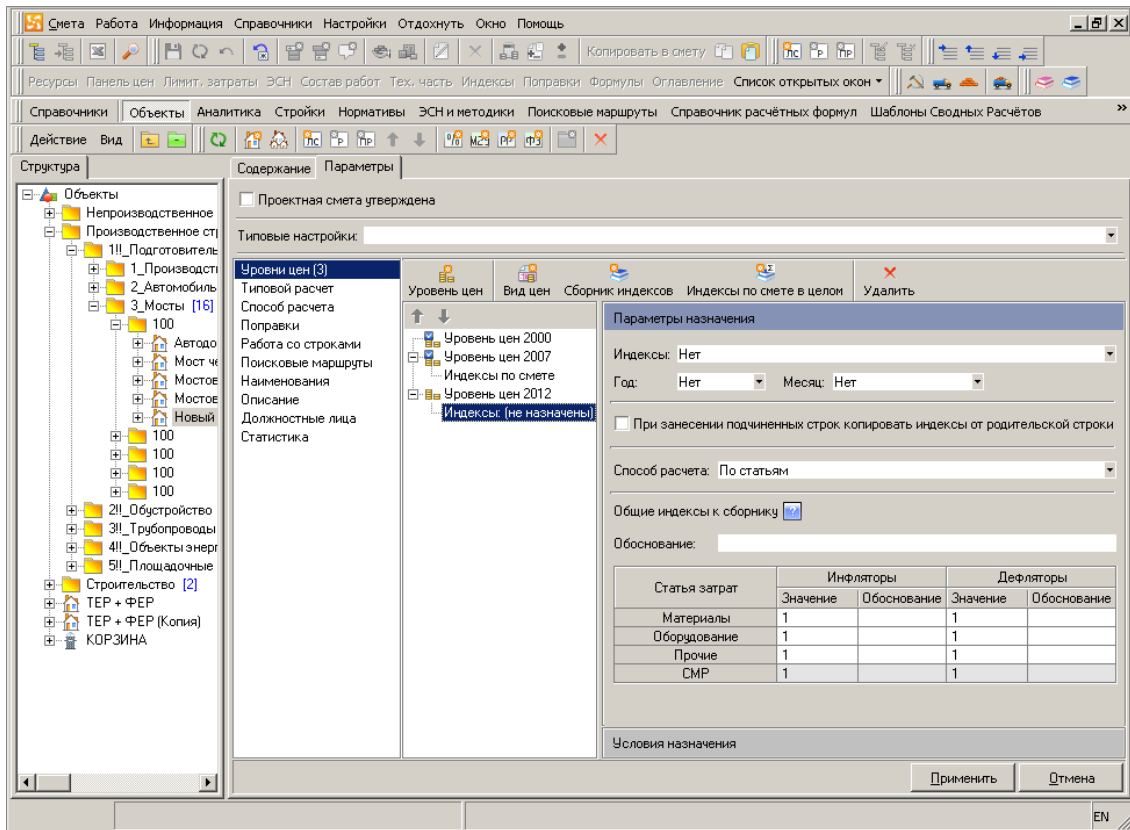 Смета Работа Информация Справочники Настройки Отдохнуть Окно Помощь
Копировать в смету
Ресурсы Панель цен Лимит. затраты ЭСН Состав работ Тех. часть Индексы Поправки Формулы Оглавление Список открытых окон
Справочники Объекты Аналитика Стройки Нормативы ЭСН и методики Поисковые маршруты Справочник расчётных формул Шаблоны Сводных Расчётов »
Действие Вид
Структура
Содержание Параметры
Объекты
Непроизводственное
Производственное стр
1!!_Подготовитель
1_Производст
2_Автомобиль
3_Мосты [16]
100
Автодо
Мост че
Мостов
Мостов
Новый
100
100
100
100
2!!_Обустройство
3!!_Трубопроводы
4!!_Объекты энерг
5!!_Площадочные
Строительство [2]
ТЕР + ФЕР
ТЕР + ФЕР (Копия)
КОРЗИНА
Проектная смета утверждена
Типовые настройки:
Уровни цен (3)
Типовой расчет
Способ расчета
Поправки
Работа со строками
Поисковые маршруты
Наименования
Описание
Должностные лица
Статистика
Уровень цен Вид цен Сборник индексов Индексы по смете в целом Удалить
Уровень цен 2000
Уровень цен 2007
Индексы по смете
Уровень цен 2012
Индексы: (не назначены)
Параметры назначения
Индексы: Нет
Год: Нет Месяц: Нет
При занесении подчиненных строк копировать индексы от родительской строки
Способ расчета: По статьям
Общие индексы к сборнику ?
Обоснование:
Статья затрат Инфляторы Дефляторы
Значение Обоснование Значение Обоснование
Материалы 1 1
Оборудование 1 1
Прочие 1 1
СМР 1 1
Условия назначения
Применить Отмена
EN